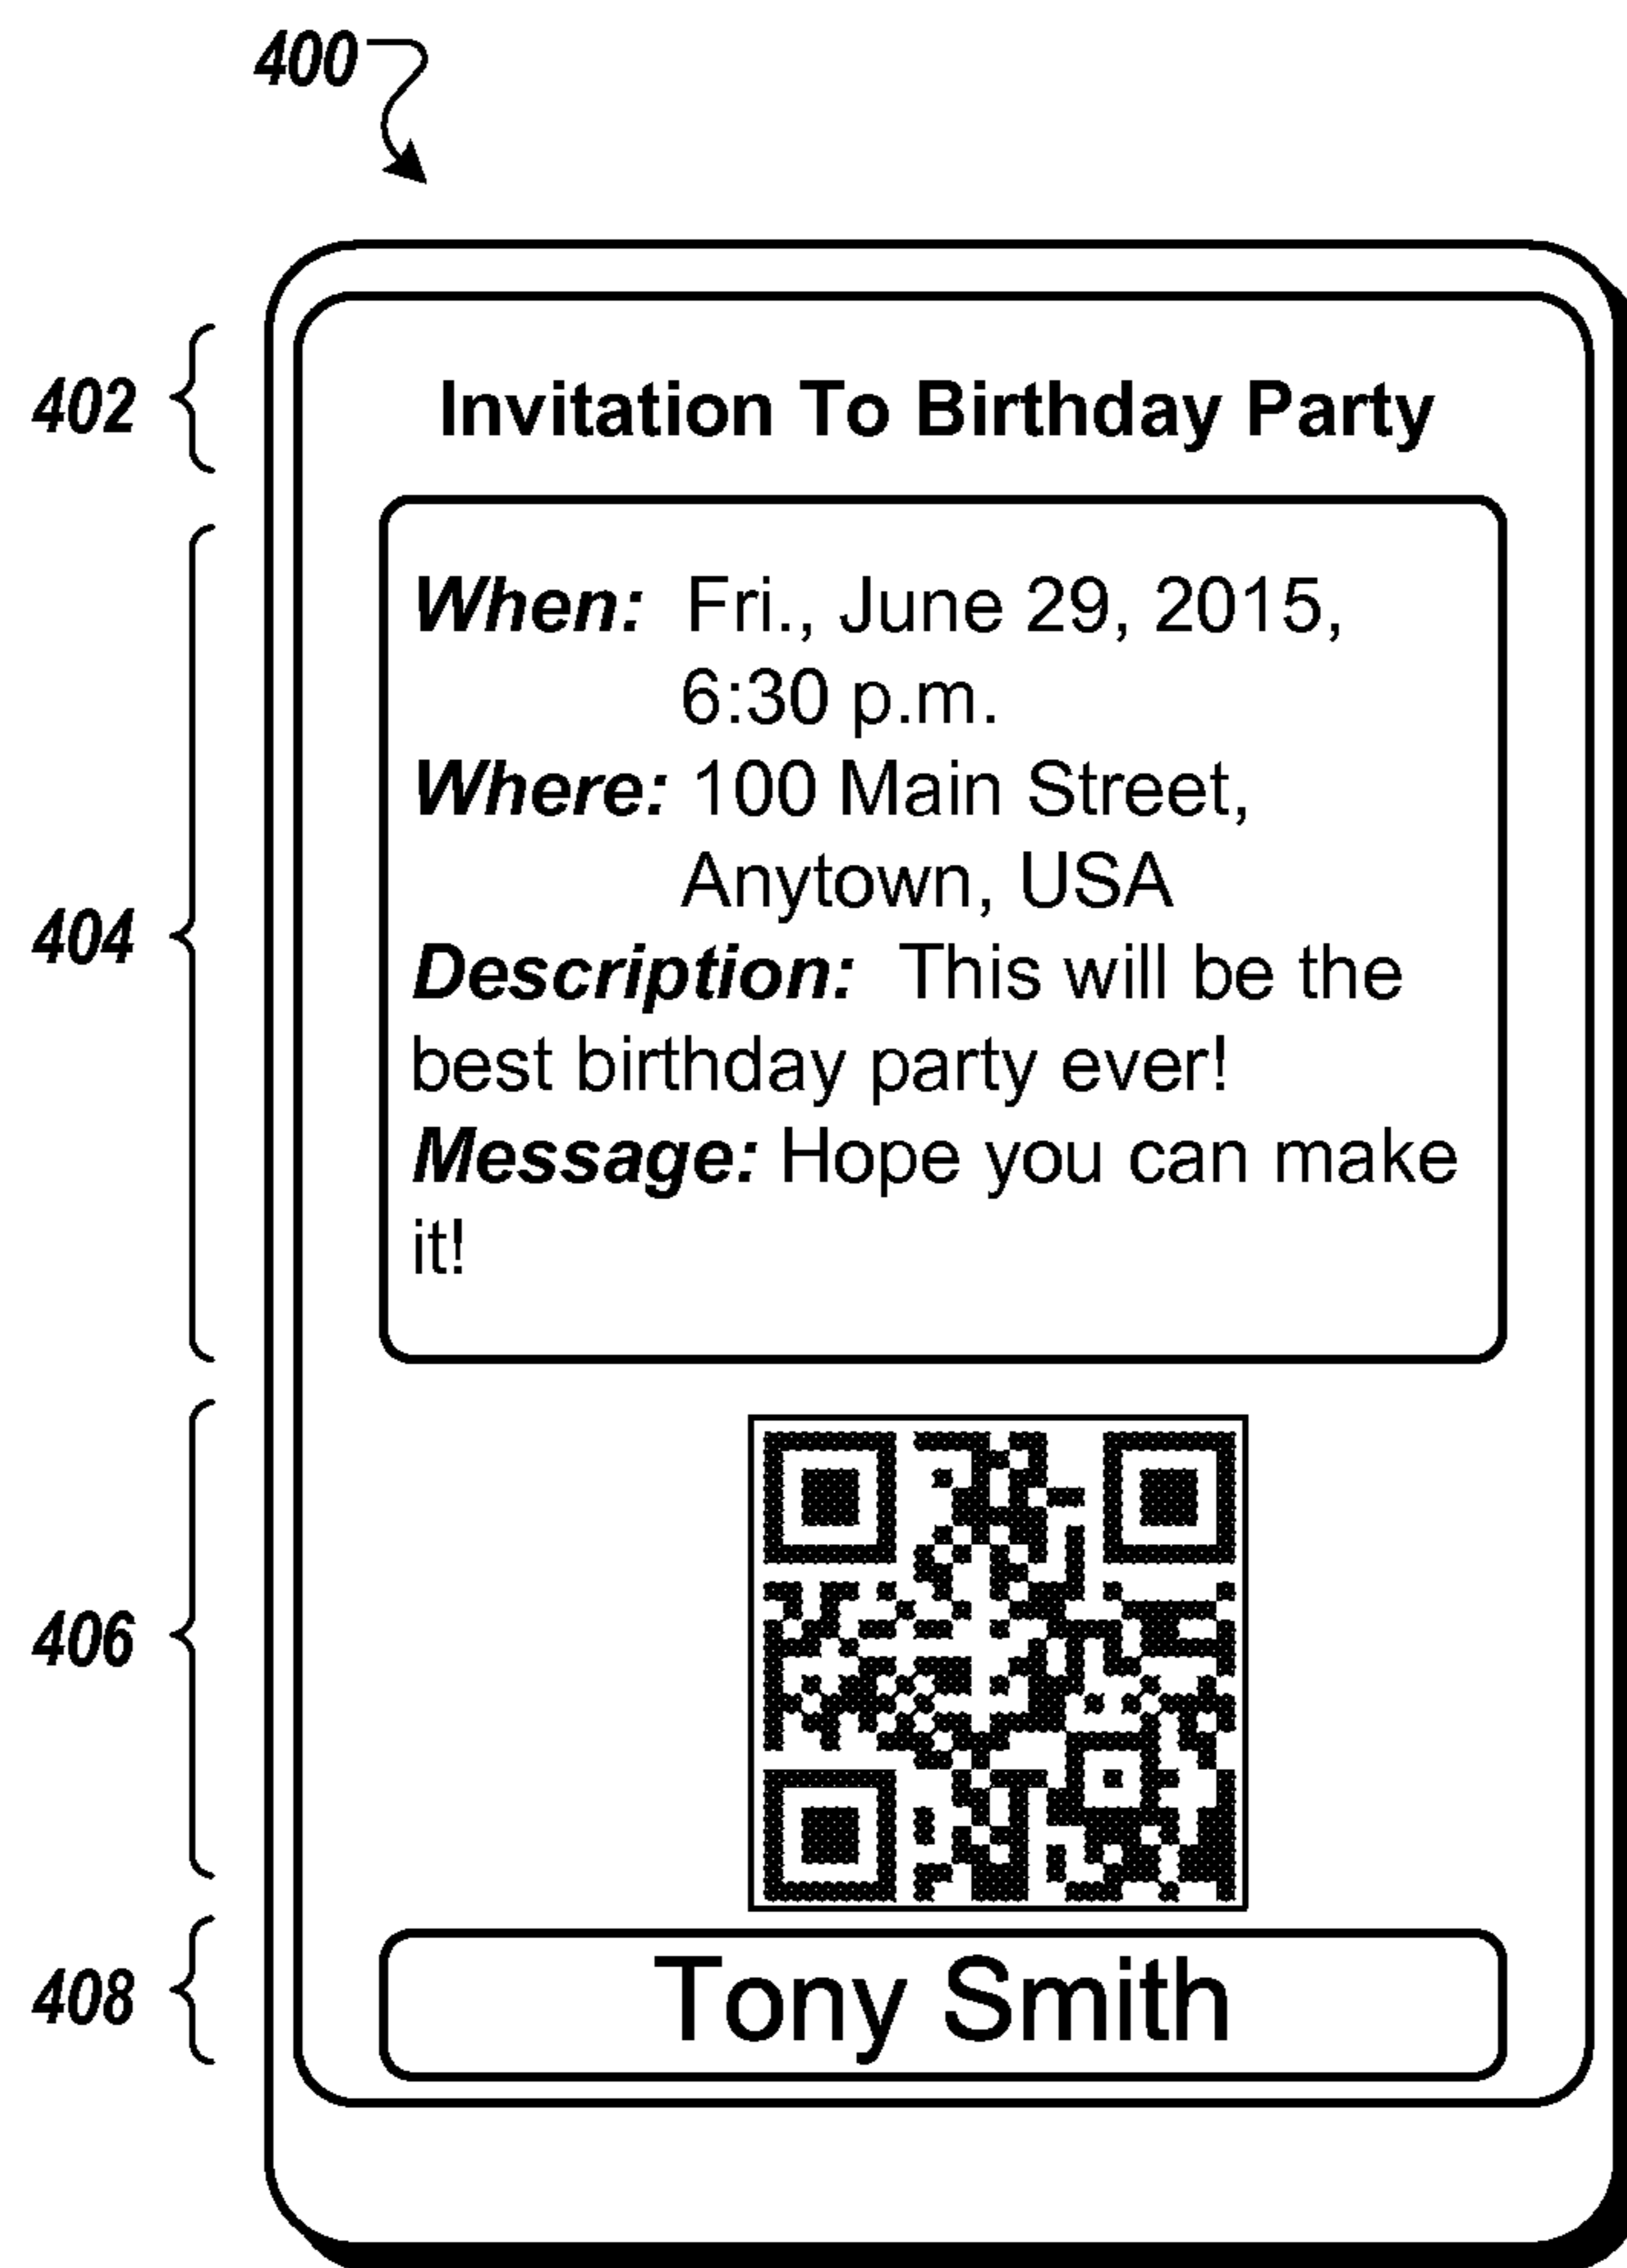 400
402
Invitation To Birthday Party
404
When: Fri., June 29, 2015,
6:30 p.m.
Where: 100 Main Street,
Anytown, USA
Description: This will be the
best birthday party ever!
Message: Hope you can make
it!
406
408
Tony Smith